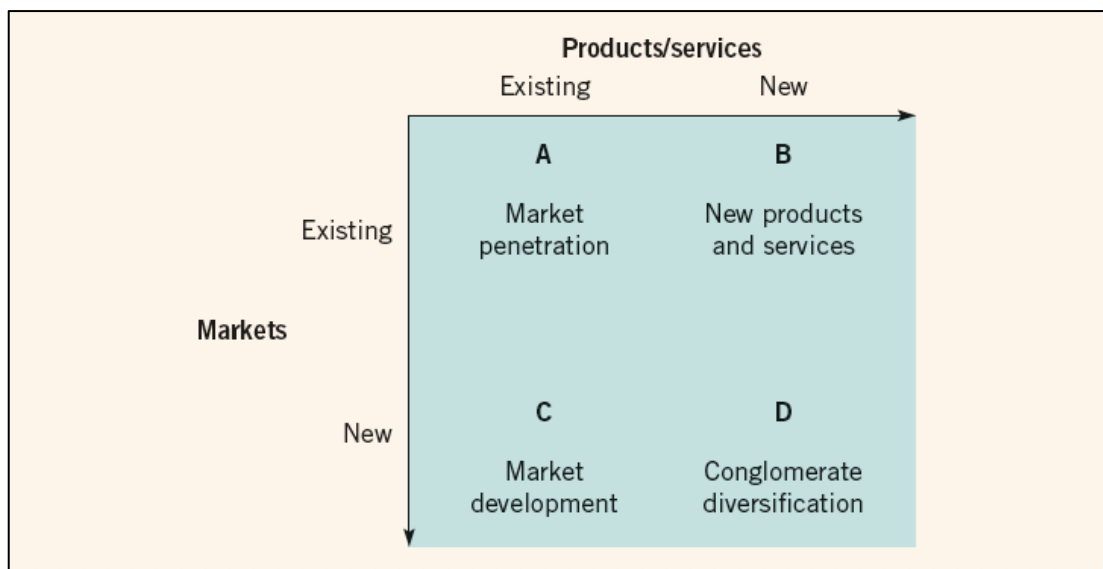 Products/services
Existing New
A B
Market New products
Existing penetration and services
Markets
C D
New
Market Conglomerate
development diversification